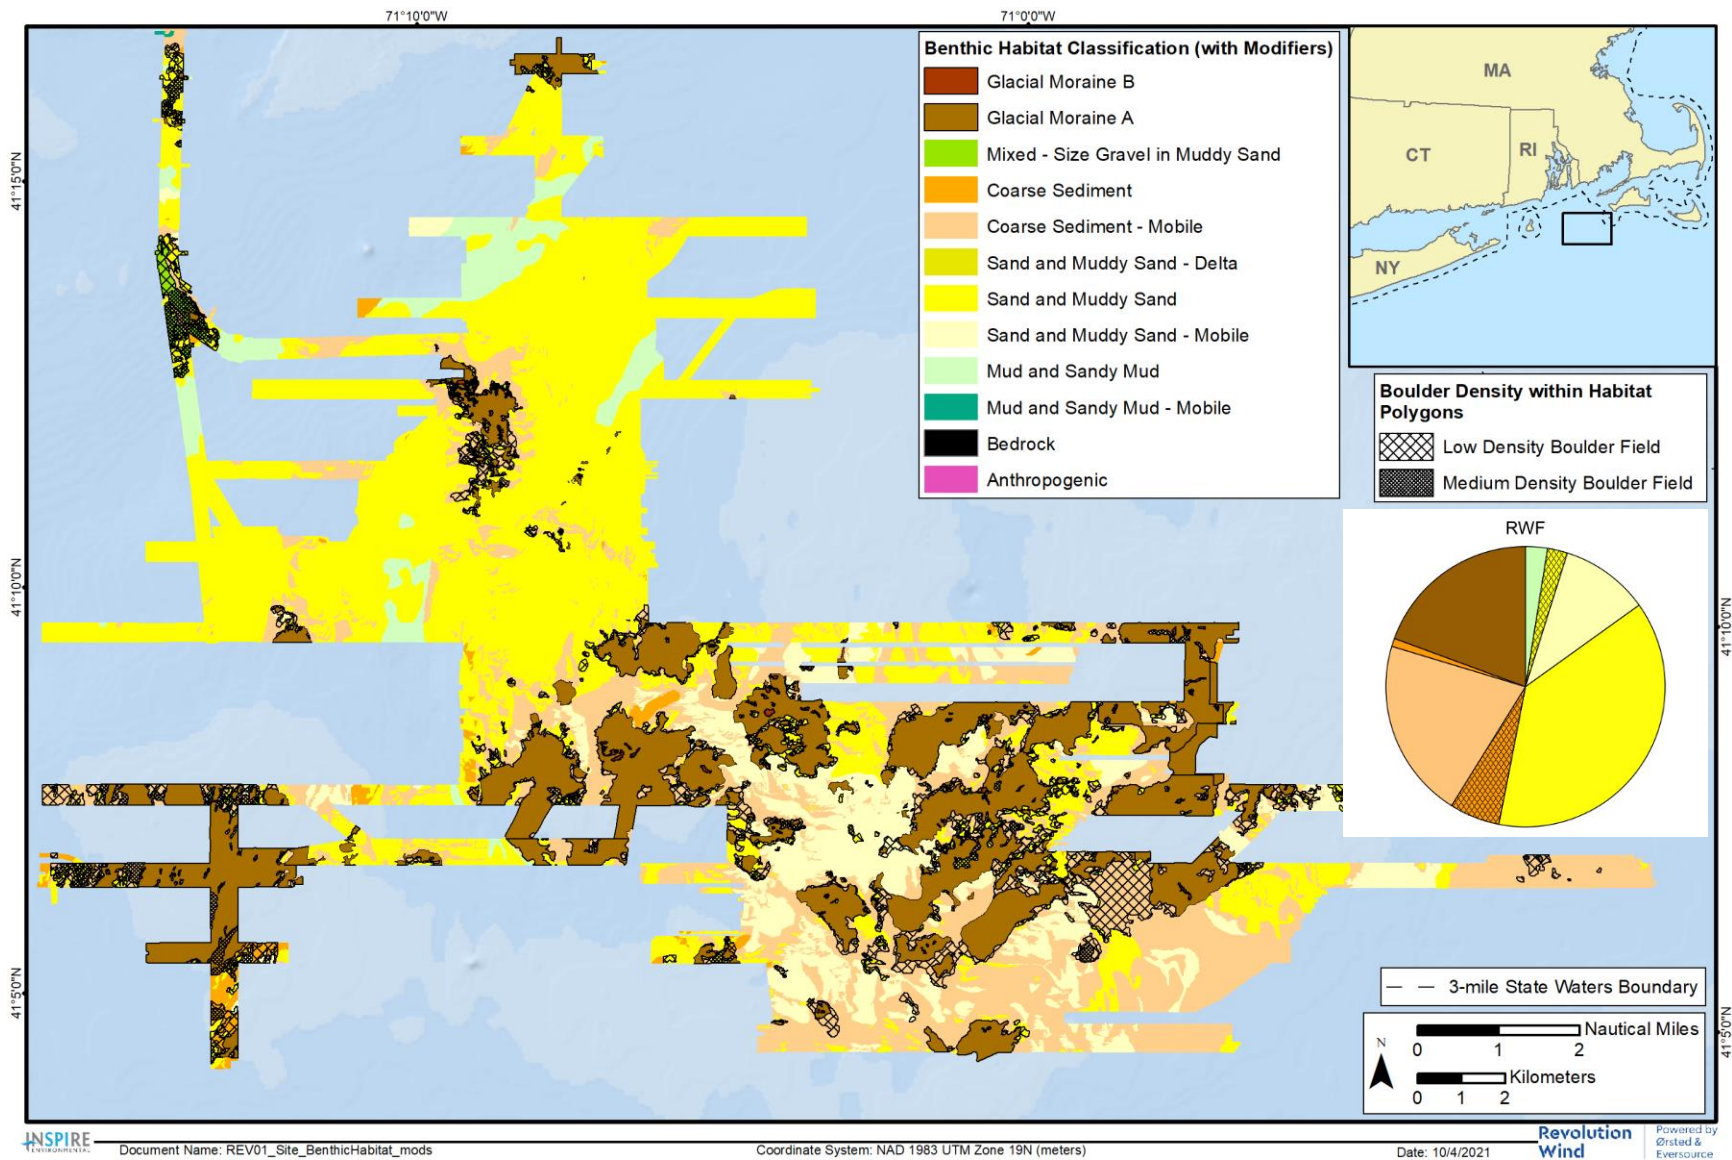 71°10'0"W
71°0'0"W
41°15'0"N
41°10'0"N
41°5'0"N
41°10'0"N
41°5'0"N
Benthic Habitat Classification (with Modifiers)
Glacial Moraine B
Glacial Moraine A
Mixed - Size Gravel in Muddy Sand
Coarse Sediment
Coarse Sediment - Mobile
Sand and Muddy Sand - Delta
Sand and Muddy Sand
Sand and Muddy Sand - Mobile
Mud and Sandy Mud
Mud and Sandy Mud - Mobile
Bedrock
Anthropogenic
MA
CT
RI
NY
Boulder Density within Habitat
Polygons
Low Density Boulder Field
Medium Density Boulder Field
RWF
3-mile State Waters Boundary
N
Nautical Miles
0 1 2
Kilometers
0 1 2
INSPIRE
ENVIRONMENTAL
Document Name: REV01_Site_BenthicHabitat_mods
Coordinate System: NAD 1983 UTM Zone 19N (meters)
Date: 10/4/2021
Revolution
Wind
Powered by
Ørsted &
Eversource